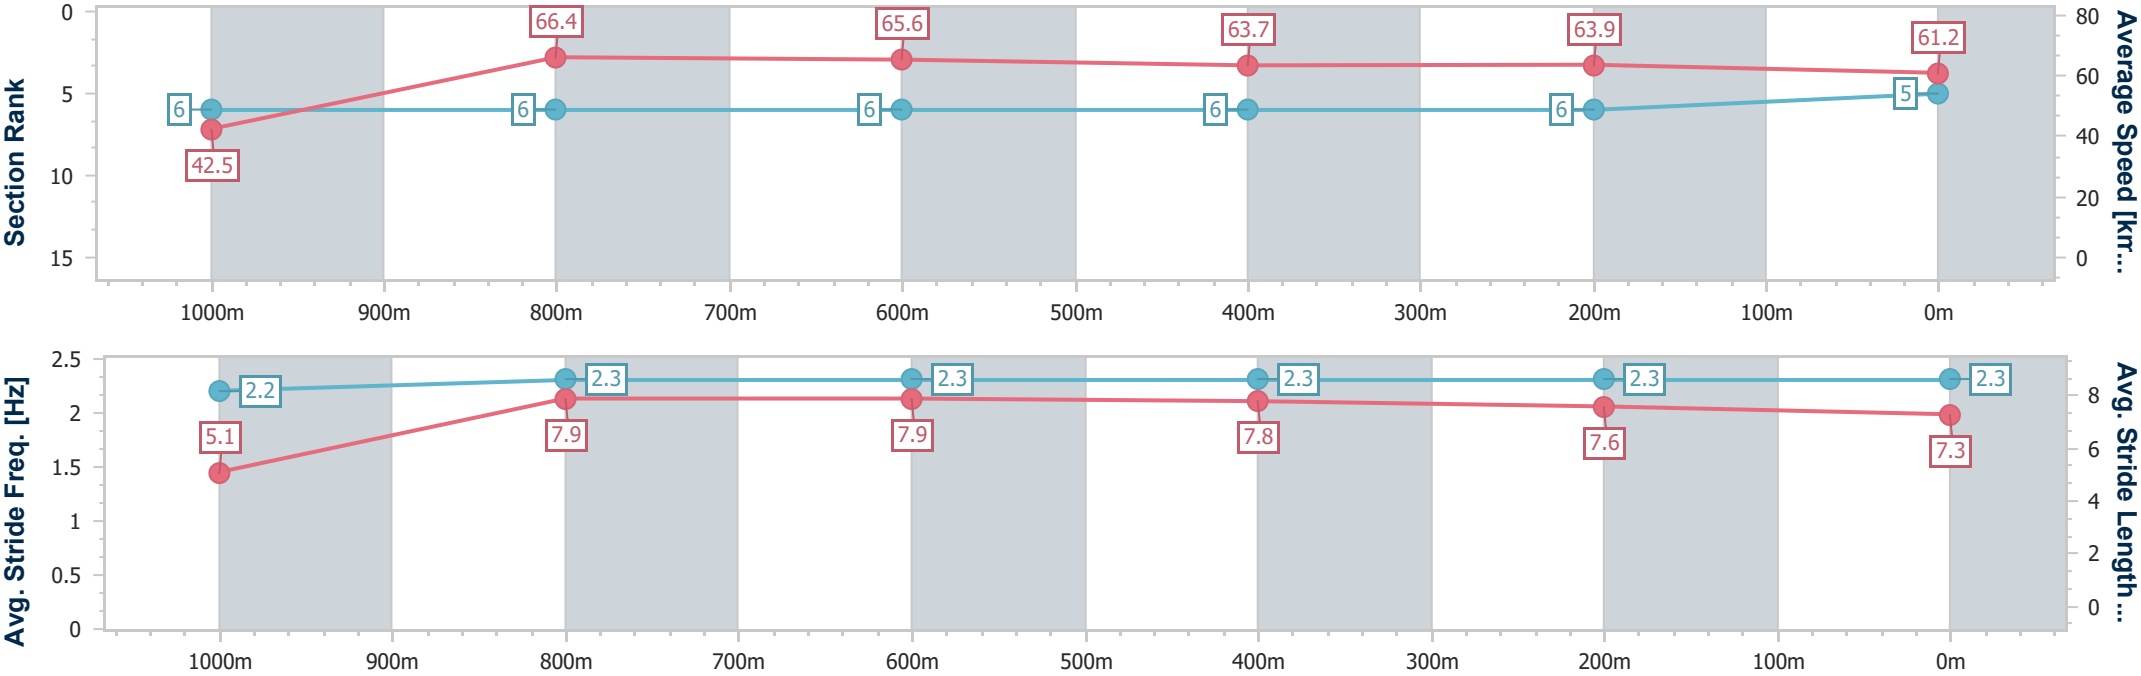 Section Rank
0
5
10
15
66.4
65.6
63.7
63.9
61.2
6
6
6
6
6
5
42.5
80
60
40
20
0
Average Speed [km...
1000m
900m
800m
700m
600m
500m
400m
300m
200m
100m
0m
Avg. Stride Freq. [Hz]
2.5
2
1.5
1
0.5
0
2.2
2.3
2.3
2.3
2.3
2.3
5.1
7.9
7.9
7.8
7.6
7.3
8
6
4
2
0
Avg. Stride Length ...
1000m
900m
800m
700m
600m
500m
400m
300m
200m
100m
0m